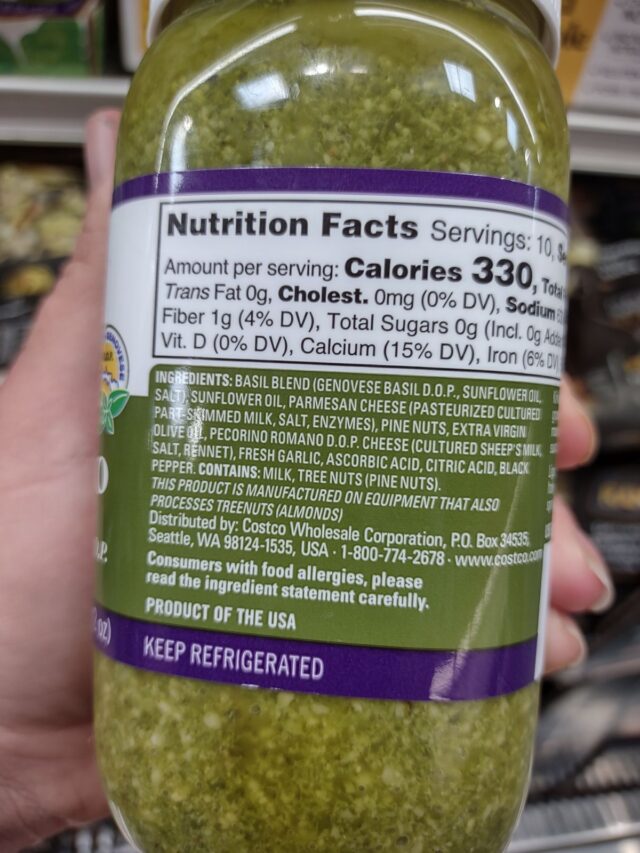 Nutrition Facts Servings: 10,
Amount per serving: Calories 330,
Trans Fat 0g, Cholest. 0mg (0% DV), Sodium
Fiber 1g (4% DV), Total Sugars 0g (Incl. 0g
Vit. D (0% DV), Calcium (15% DV), Iron (6% DV)
INGREDIENTS: BASIL BLEND (GENOVESE BASIL D.O.P., SUNFLOWER OIL,
SALT), SUNFLOWER OIL, PARMESAN CHEESE (PASTEURIZED CULTURED
PART-SKIMMED MILK, SALT, ENZYMES), PINE NUTS, EXTRA VIRGIN
OLIVE OIL, PECORINO ROMANO D.O.P. CHEESE (CULTURED SHEEP'S MILK,
SALT, RENNET), FRESH GARLIC, ASCORBIC ACID, CITRIC ACID, BLACK
PEPPER. CONTAINS: MILK, TREE NUTS (PINE NUTS).
THIS PRODUCT IS MANUFACTURED ON EQUIPMENT THAT ALSO
PROCESSES TREENUTS (ALMONDS)
Distributed by: Costco Wholesale Corporation, P.O. Box 34535,
Seattle, WA 98124-1535, USA · 1-800-774-2678 · www.costco.com
Consumers with food allergies, please
read the ingredient statement carefully.
PRODUCT OF THE USA
oz)
KEEP REFRIGERATED